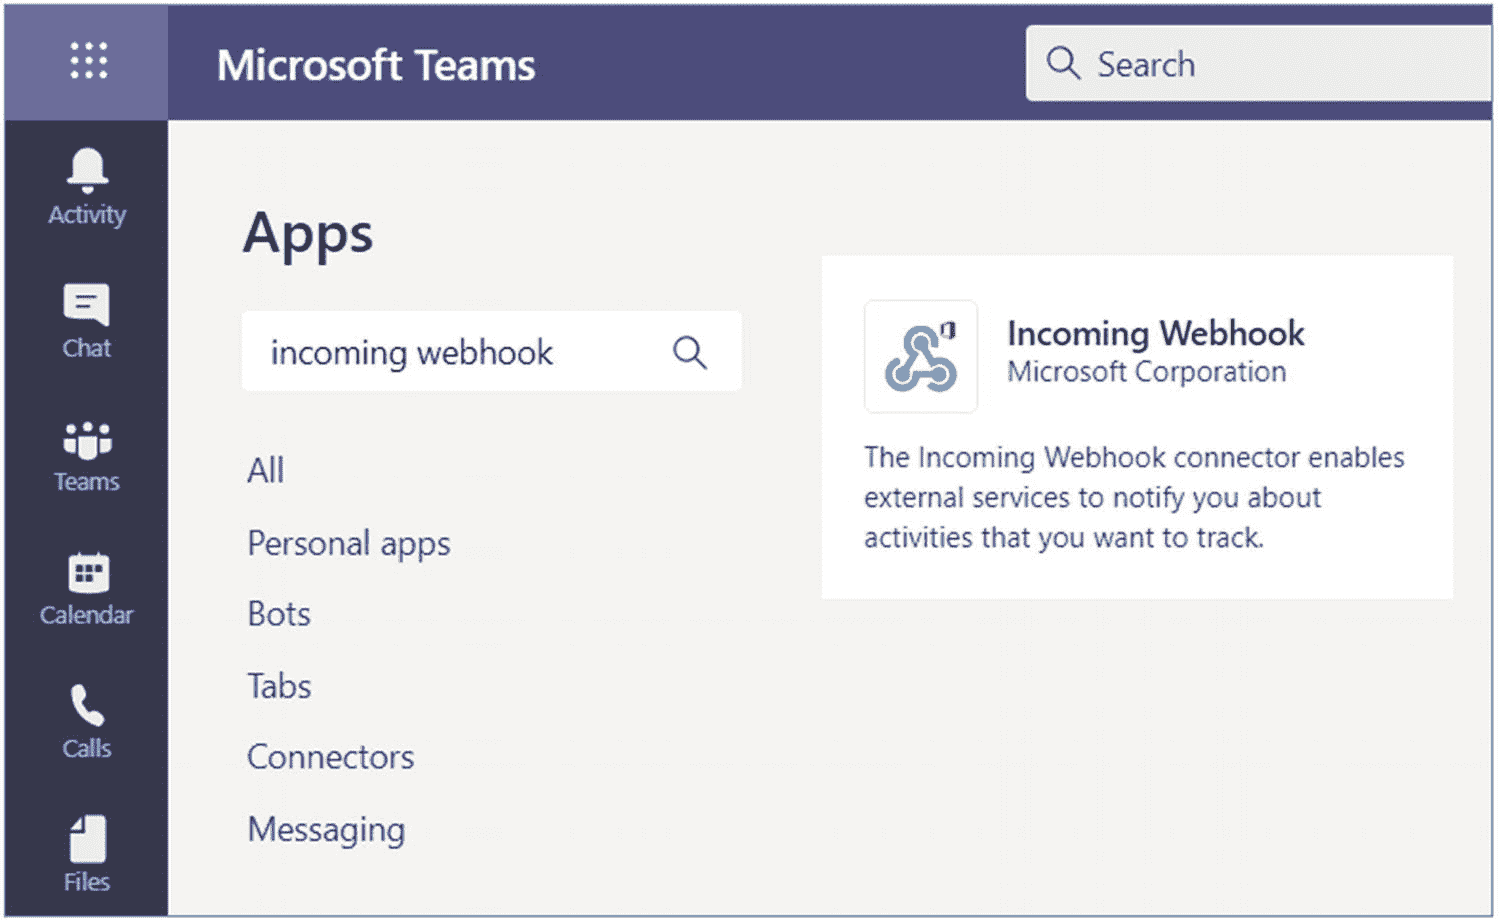 Microsoft Teams
Search
Activity
Chat
Teams
Calendar
Calls
Files
Apps
incoming webhook
All
Personal apps
Bots
Tabs
Connectors
Messaging
Incoming Webhook
Microsoft Corporation
The Incoming Webhook connector enables
external services to notify you about
activities that you want to track.